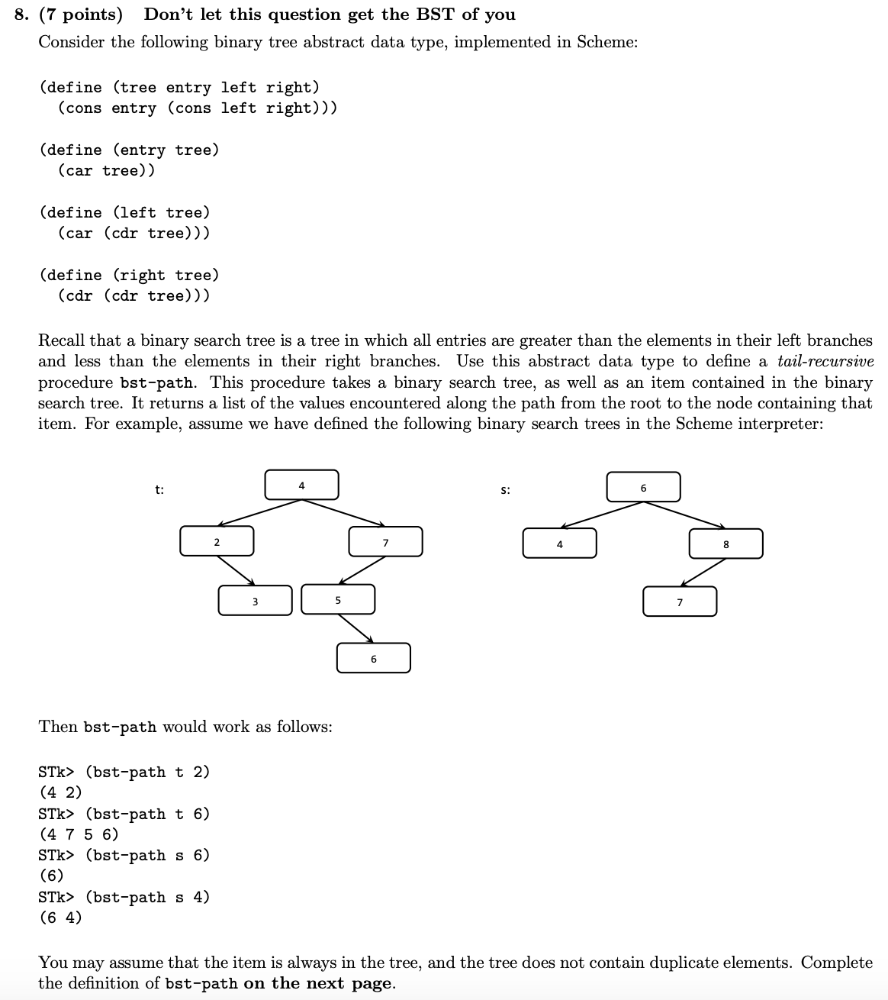 8. (7 points) Don't let this question get the BST of you
Consider the following binary tree abstract data type, implemented in Scheme:
(define (tree entry left right)
  (cons entry (cons left right)))
(define (entry tree)
  (car tree))
(define (left tree)
  (car (cdr tree)))
(define (right tree)
  (cdr (cdr tree)))
Recall that a binary search tree is a tree in which all entries are greater than the elements in their left branches
and less than the elements in their right branches. Use this abstract data type to define a tail-recursive
procedure bst-path. This procedure takes a binary search tree, as well as an item contained in the binary
search tree. It returns a list of the values encountered along the path from the root to the node containing that
item. For example, assume we have defined the following binary search trees in the Scheme interpreter:
t:
4
2
7
3
5
6
s:
6
4
8
7
Then bst-path would work as follows:
STk> (bst-path t 2)
(4 2)
STk> (bst-path t 6)
(4 7 5 6)
STk> (bst-path s 6)
(6)
STk> (bst-path s 4)
(6 4)
You may assume that the item is always in the tree, and the tree does not contain duplicate elements. Complete
the definition of bst-path on the next page.